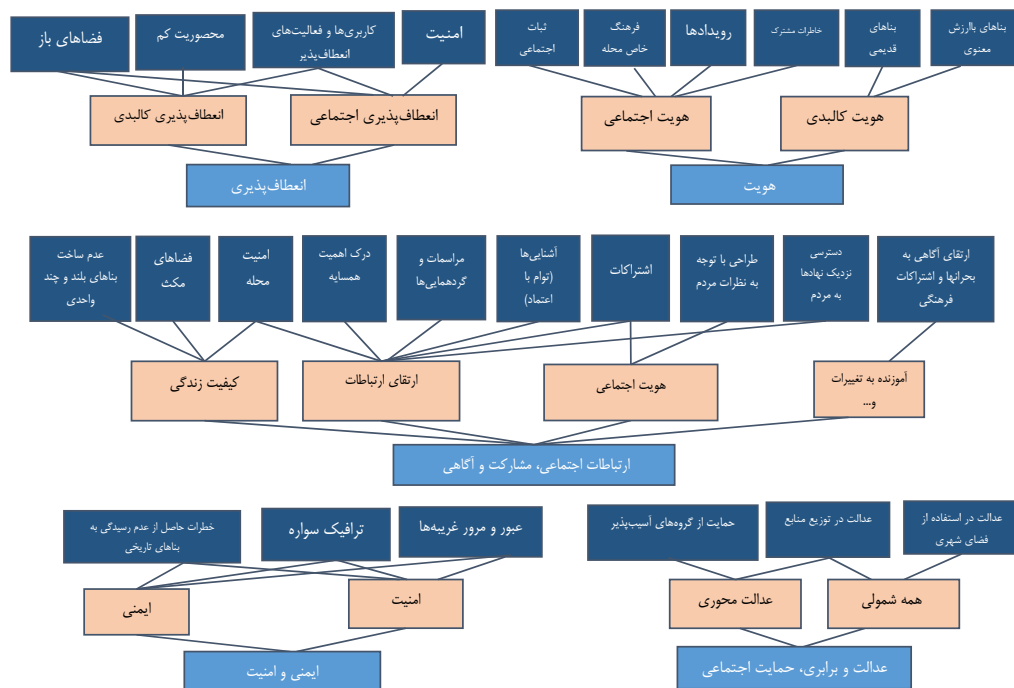 بناهای باارزش
معنوی
بناهای
قدیمی
خاطرات مشترک
رویدادها
فرهنگ
خاص محله
ثبات
اجتماعی
هویت کالبدی
هویت اجتماعی
هویت
امنیت
کاربری‌ها و فعالیت‌های
انعطاف‌پذیر
محصوریت کم
فضاهای باز
انعطاف‌پذیری اجتماعی
انعطاف‌پذیری کالبدی
انعطاف‌پذیری
ارتقای آگاهی به
بحرانها و اشتراکات
فرهنگی
دسترسی
نزدیک نهادها
به مردم
طراحی با توجه
به نظرات مردم
اشتراکات
آشنایی‌ها
(توام با
اعتماد)
مراسمات و
گردهمایی‌ها
درک اهمیت
همسایه
امنیت
محله
فضاهای
مکث
عدم ساخت
بناهای بلند و چند
واحدی
آموزنده به تغییرات
و...
هویت اجتماعی
ارتقای ارتباطات
کیفیت زندگی
ارتباطات اجتماعی، مشارکت و آگاهی
عدالت در استفاده از
فضای شهری
عدالت در توزیع منابع
حمایت از گروه‌های آسیب‌پذیر
همه شمولی
عدالت محوری
عدالت و برابری، حمایت اجتماعی
عبور و مرور غریبه‌ها
ترافیک سواره
خطرات حاصل از عدم رسیدگی به
بناهای تاریخی
امنیت
ایمنی
ایمنی و امنیت